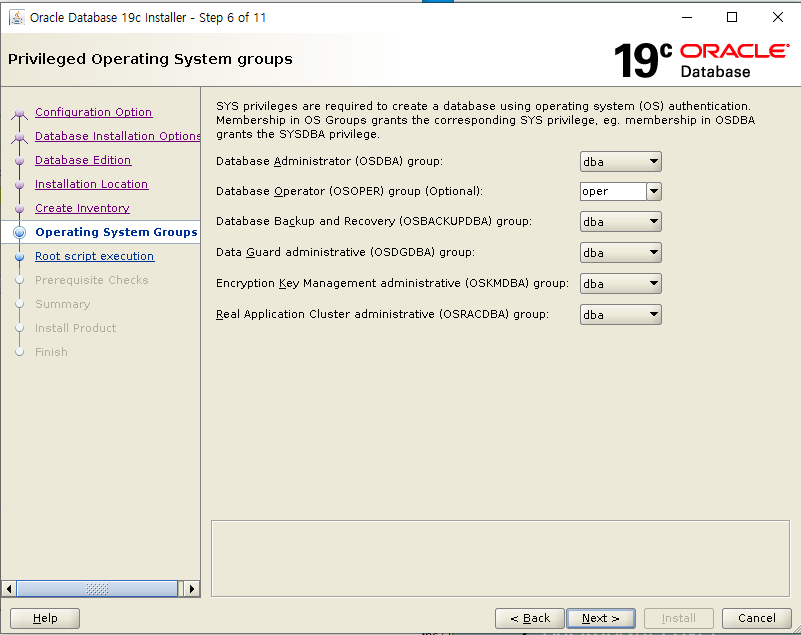 Oracle Database 19c Installer - Step 6 of 11
Privileged Operating System groups
19c ORACLE
Database
Configuration Option
Database Installation Options
Database Edition
Installation Location
Create Inventory
Operating System Groups
Root script execution
Prerequisite Checks
Summary
Install Product
Finish
SYS privileges are required to create a database using operating system (OS) authentication.
Membership in OS Groups grants the corresponding SYS privilege, eg. membership in OSDBA
grants the SYSDBA privilege.
Database Administrator (OSDBA) group: dba
Database Operator (OSOPER) group (Optional): oper
Database Backup and Recovery (OSBACKUPDBA) group: dba
Data Guard administrative (OSDGDBA) group: dba
Encryption Key Management administrative (OSKMDBA) group: dba
Real Application Cluster administrative (OSRACDBA) group: dba
Help
< Back
Next >
Install
Cancel